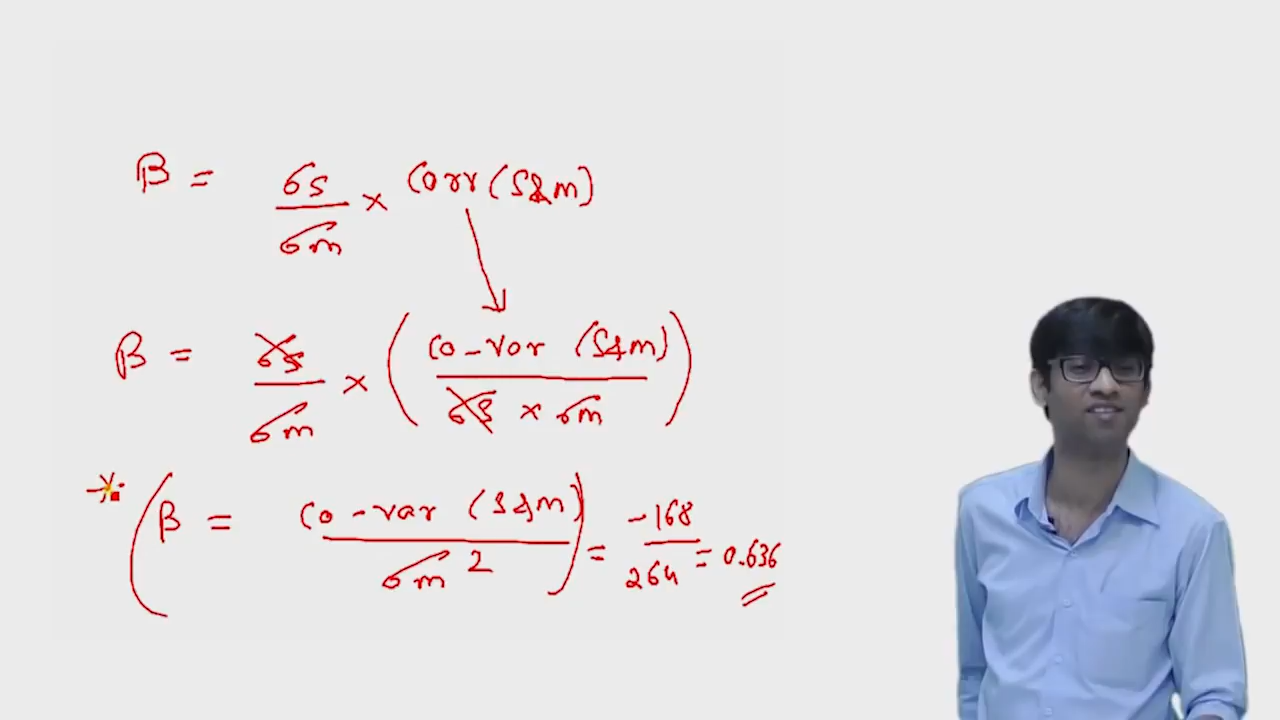 β = σs / σm × Corr (S&m)
β = σs / σm × ( Co-var (S&m) / σs × σm )
* ( β = Co-var (S&m) / σm² ) = -168 / 264 = 0.636